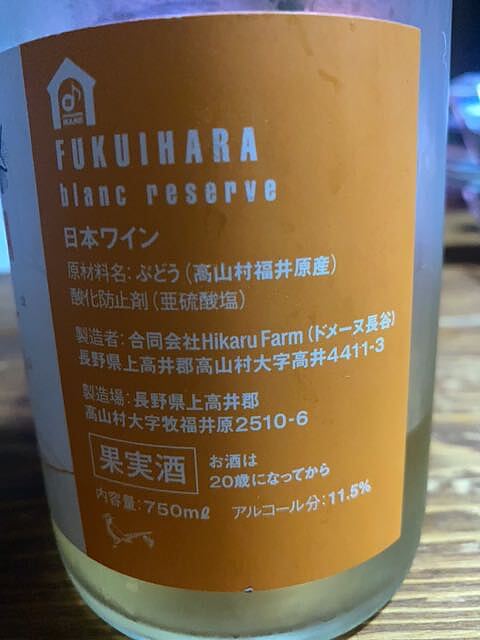 FUKUIHARA
blanc reserve
日本ワイン
原材料名：ぶどう（高山村福井原産）
酸化防止剤（亜硫酸塩）
製造者：合同会社Hikaru Farm（ドメーヌ長谷）
長野県上高井郡高山村大字高井4411-3
製造場：長野県上高井郡
高山村大字牧福井原2510-6
果実酒
お酒は
20歳になってから
内容量：750mℓ アルコール分：11.5%